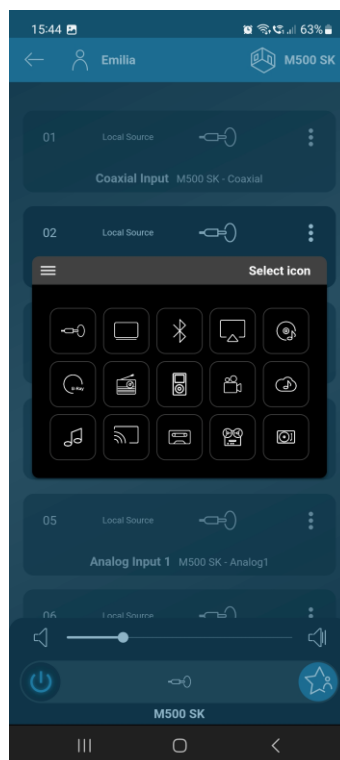 15:44 63%
Emilia M500 SK
01 Local Source
Coaxial Input M500 SK - Coaxial
02 Local Source
Select icon
05 Local Source
Analog Input 1 M500 SK - Analog1
06 Local Source
M500 SK